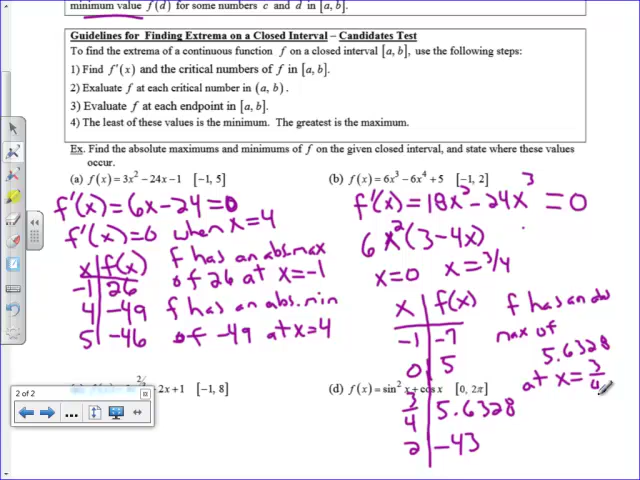 minimum value f(d) for some numbers c and d in [a, b].
Guidelines for Finding Extrema on a Closed Interval – Candidates Test
To find the extrema of a continuous function f on a closed interval [a, b], use the following steps:
1) Find f'(x) and the critical numbers of f in [a, b].
2) Evaluate f at each critical number in (a, b).
3) Evaluate f at each endpoint in [a, b].
4) The least of these values is the minimum. The greatest is the maximum.
Ex. Find the absolute maximums and minimums of f on the given closed interval, and state where these values
occur.
(a) f(x) = 3x² − 24x − 1 [−1, 5]
f'(x) = 6x − 24 = 0
f'(x) = 0 when x = 4
x | f(x)
-1 | 26
4 | -49
5 | -46
f has an abs. max
of 26 at x = -1
f has an abs. min
of -49 at x = 4
(b) f(x) = 6x³ − 6x⁴ + 5 [−1, 2]
f'(x) = 18x² − 24x³ = 0
6x²(3 − 4x)
x = 0 x = 3/4
x | f(x)
-1 | -7
0 | 5
3/4 | 5.6328
2 | -43
f has an abs
max of
5.6328
at x = 3/4
2x + 1 [−1, 8]
(d) f(x) = sin² x + cos x [0, 2π]
2 of 2